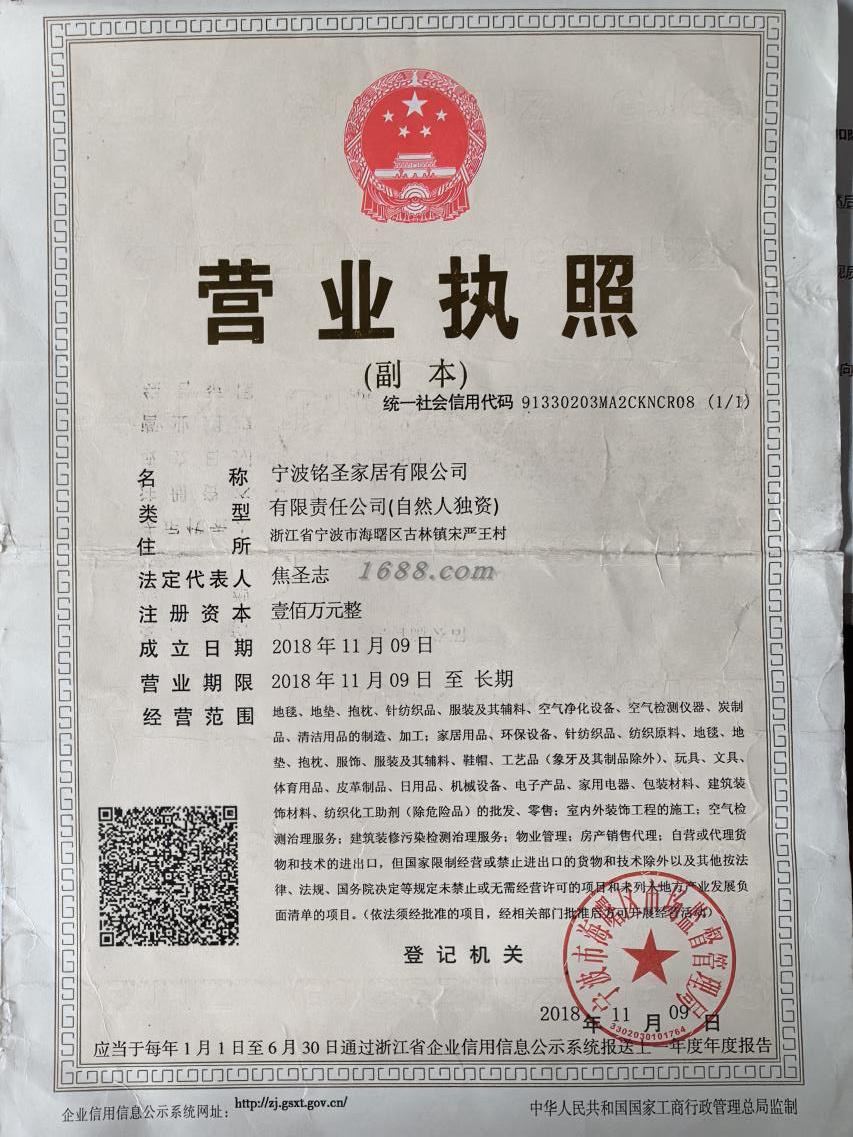 营业执照
(副 本)
统一社会信用代码 91330203MA2CKNCR08 (1/1)
名 称 宁波铭圣家居有限公司
类 型 有限责任公司(自然人独资)
住 所 浙江省宁波市海曙区古林镇宋严王村
法定代表人 焦圣志
1688.com
注册资本 壹佰万元整
成立日期 2018 年 11 月 09 日
营业期限 2018 年 11 月 09 日 至 长期
经营范围 地毯、地垫、抱枕、针纺织品、服装及其辅料、空气净化设备、空气检测仪器、炭制
品、清洁用品的制造、加工；家居用品、环保设备、针纺织品、纺织原料、地毯、地
垫、抱枕、服饰、服装及其辅料、鞋帽、工艺品（象牙及其制品除外）、玩具、文具、
体育用品、皮革制品、日用品、机械设备、电子产品、家用电器、包装材料、建筑装
饰材料、纺织化工助剂（除危险品）的批发、零售；室内外装饰工程的施工；空气检
测治理服务；建筑装修污染检测治理服务；物业管理；房产销售代理；自营或代理货
物和技术的进出口，但国家限制经营或禁止进出口的货物和技术除外以及其他按法
律、法规、国务院决定等规定未禁止或无需经营许可的项目和未列入地方产业发展负
面清单的项目。（依法须经批准的项目，经相关部门批准后方可开展经营活动）
登记机关
宁波市海曙区市场监督管理局
3302030101764
2018 年 11 月 09 日
应当于每年 1 月 1 日至 6 月 30 日通过浙江省企业信用信息公示系统报送上一年度年度报告
企业信用信息公示系统网址： http://zj.gsxt.gov.cn/
中华人民共和国国家工商行政管理总局监制